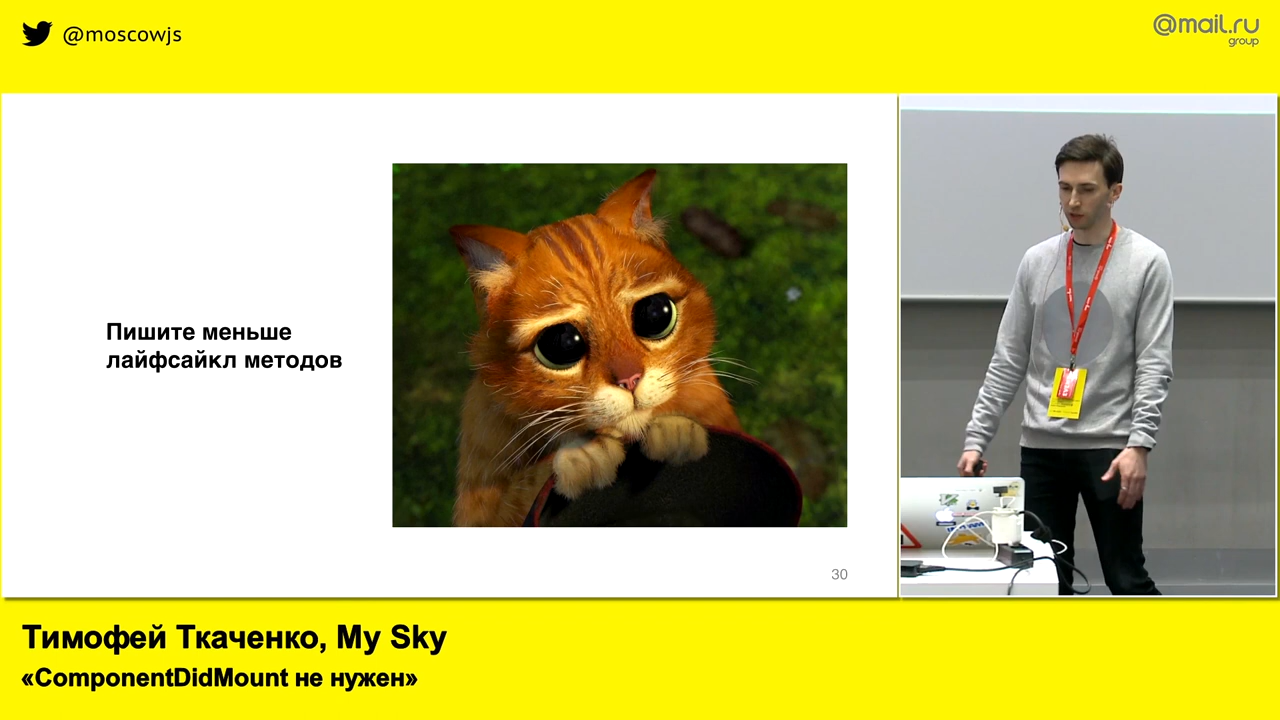 @moscowjs
@mail.ru
group
Пишите меньше
лайфсайкл методов
30
Тимофей Ткаченко, My Sky
«ComponentDidMount не нужен»